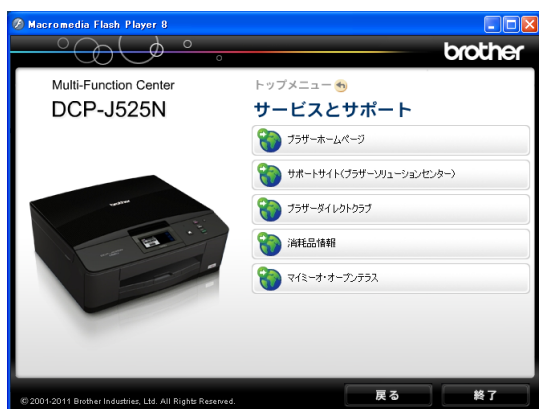 Macromedia Flash Player 8
brother
Multi-Function Center
DCP-J525N
トップメニュー
サービスとサポート
ブラザーホームページ
サポートサイト(ブラザーソリューションセンター)
ブラザーダイレクトクラブ
消耗品情報
マイミーオ・オープンテラス
brother
© 2001-2011 Brother Industries, Ltd. All Rights Reserved.
戻る
終了